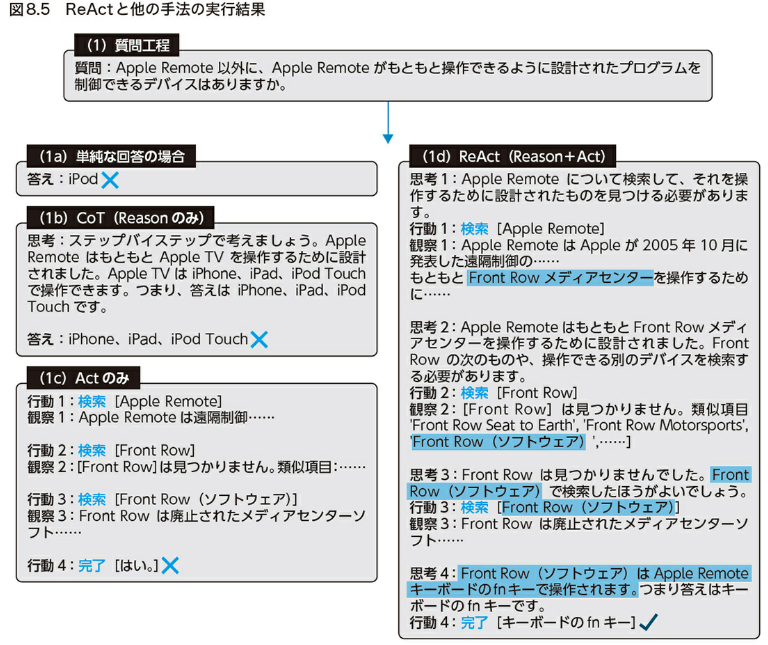 図8.5 ReActと他の手法の実行結果
（1）質問工程
質問：Apple Remote 以外に、Apple Remote がもともと操作できるように設計されたプログラムを
制御できるデバイスはありますか。
（1a）単純な回答の場合
答え：iPod
（1b）CoT（Reason のみ）
思考：ステップバイステップで考えましょう。Apple
Remote はもともと Apple TV を操作するために設計
されました。Apple TV は iPhone、iPad、iPod Touch
で操作できます。つまり、答えは iPhone、iPad、iPod
Touch です。
答え：iPhone、iPad、iPod Touch
（1c）Act のみ
行動 1：検索［Apple Remote］
観察 1：Apple Remote は遠隔制御……
行動 2：検索［Front Row］
観察 2：[Front Row] は見つかりません。類似項目：……
行動 3：検索［Front Row（ソフトウェア）］
観察 3：Front Row は廃止されたメディアセンターソ
フト……
行動 4：完了［はい。］
（1d）ReAct（Reason＋Act）
思考 1：Apple Remote について検索して、それを操
作するために設計されたものを見つける必要がありま
す。
行動 1：検索［Apple Remote］
観察 1：Apple Remote は Apple が 2005 年 10 月に
発表した遠隔制御の……
もともと Front Row メディアセンターを操作するため
に……
思考 2：Apple Remote はもともと Front Row メディ
アセンターを操作するために設計されました。Front
Row の次のものや、操作できる別のデバイスを検索す
る必要があります。
行動 2：検索［Front Row］
観察 2：［Front Row］は見つかりません。類似項目
'Front Row Seat to Earth', 'Front Row Motorsports',
'Front Row（ソフトウェア）',……]
思考 3：Front Row は見つかりませんでした。Front
Row（ソフトウェア）で検索したほうがよいでしょう。
行動 3：検索［Front Row（ソフトウェア）］
観察 3：Front Row は廃止されたメディアセンターソ
フト……
思考 4：Front Row（ソフトウェア）は Apple Remote
キーボードの fn キーで操作されます。つまり答えはキー
ボードの fn キーです。
行動 4：完了［キーボードの fn キー］